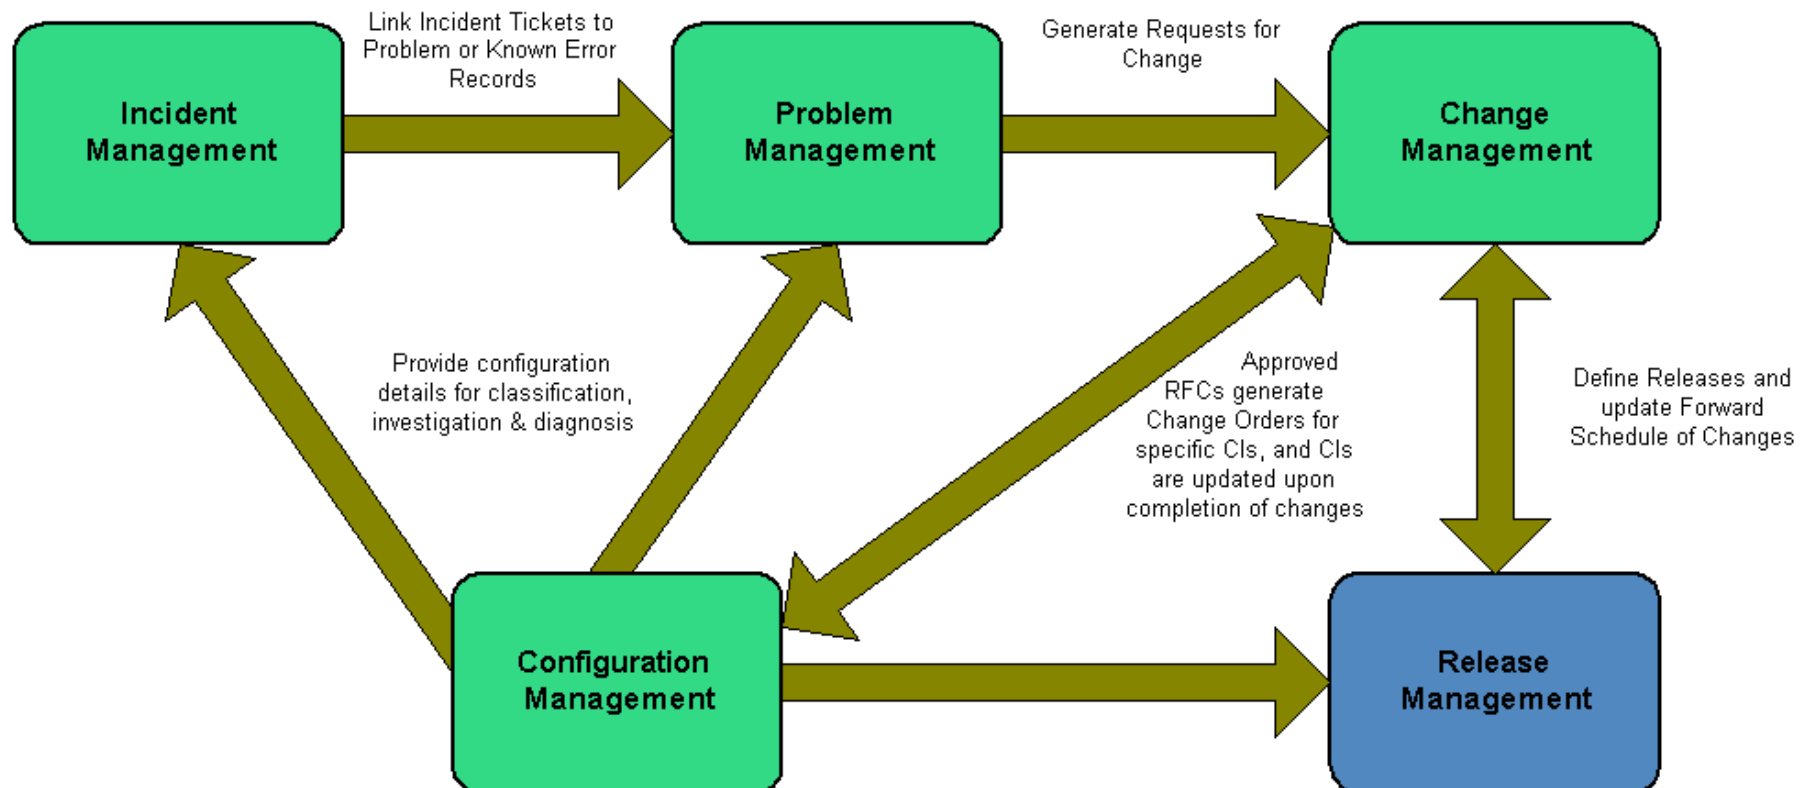 Link Incident Tickets to
Problem or Known Error
Records
Generate Requests for
Change
Incident
Management
Problem
Management
Change
Management
Provide configuration
details for classification,
investigation & diagnosis
Approved
RFCs generate
Change Orders for
specific CIs, and CIs
are updated upon
completion of changes
Define Releases and
update Forward
Schedule of Changes
Configuration
Management
Release
Management